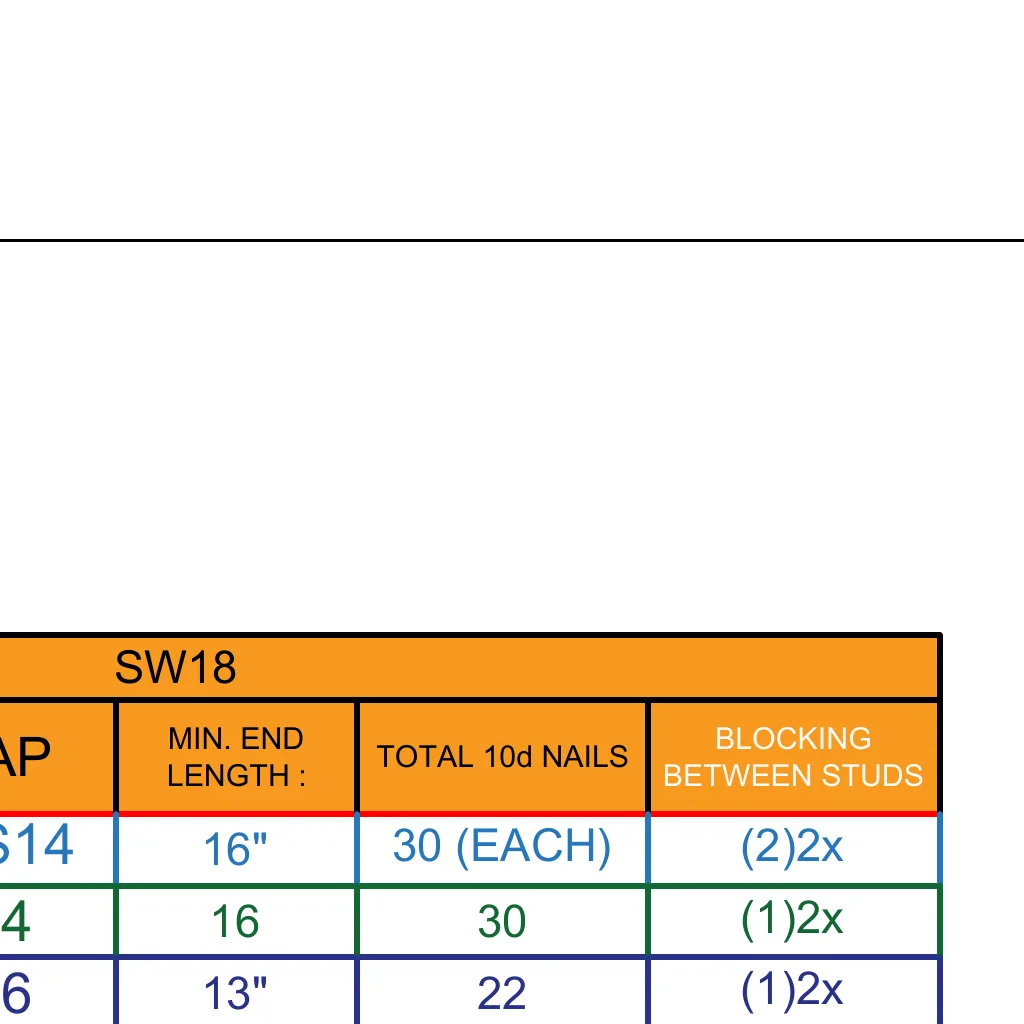 SW18
AP
MIN. END
LENGTH :
TOTAL 10d NAILS
BLOCKING
BETWEEN STUDS
S14
16"
30 (EACH)
(2)2x
4
16
30
(1)2x
6
13"
22
(1)2x